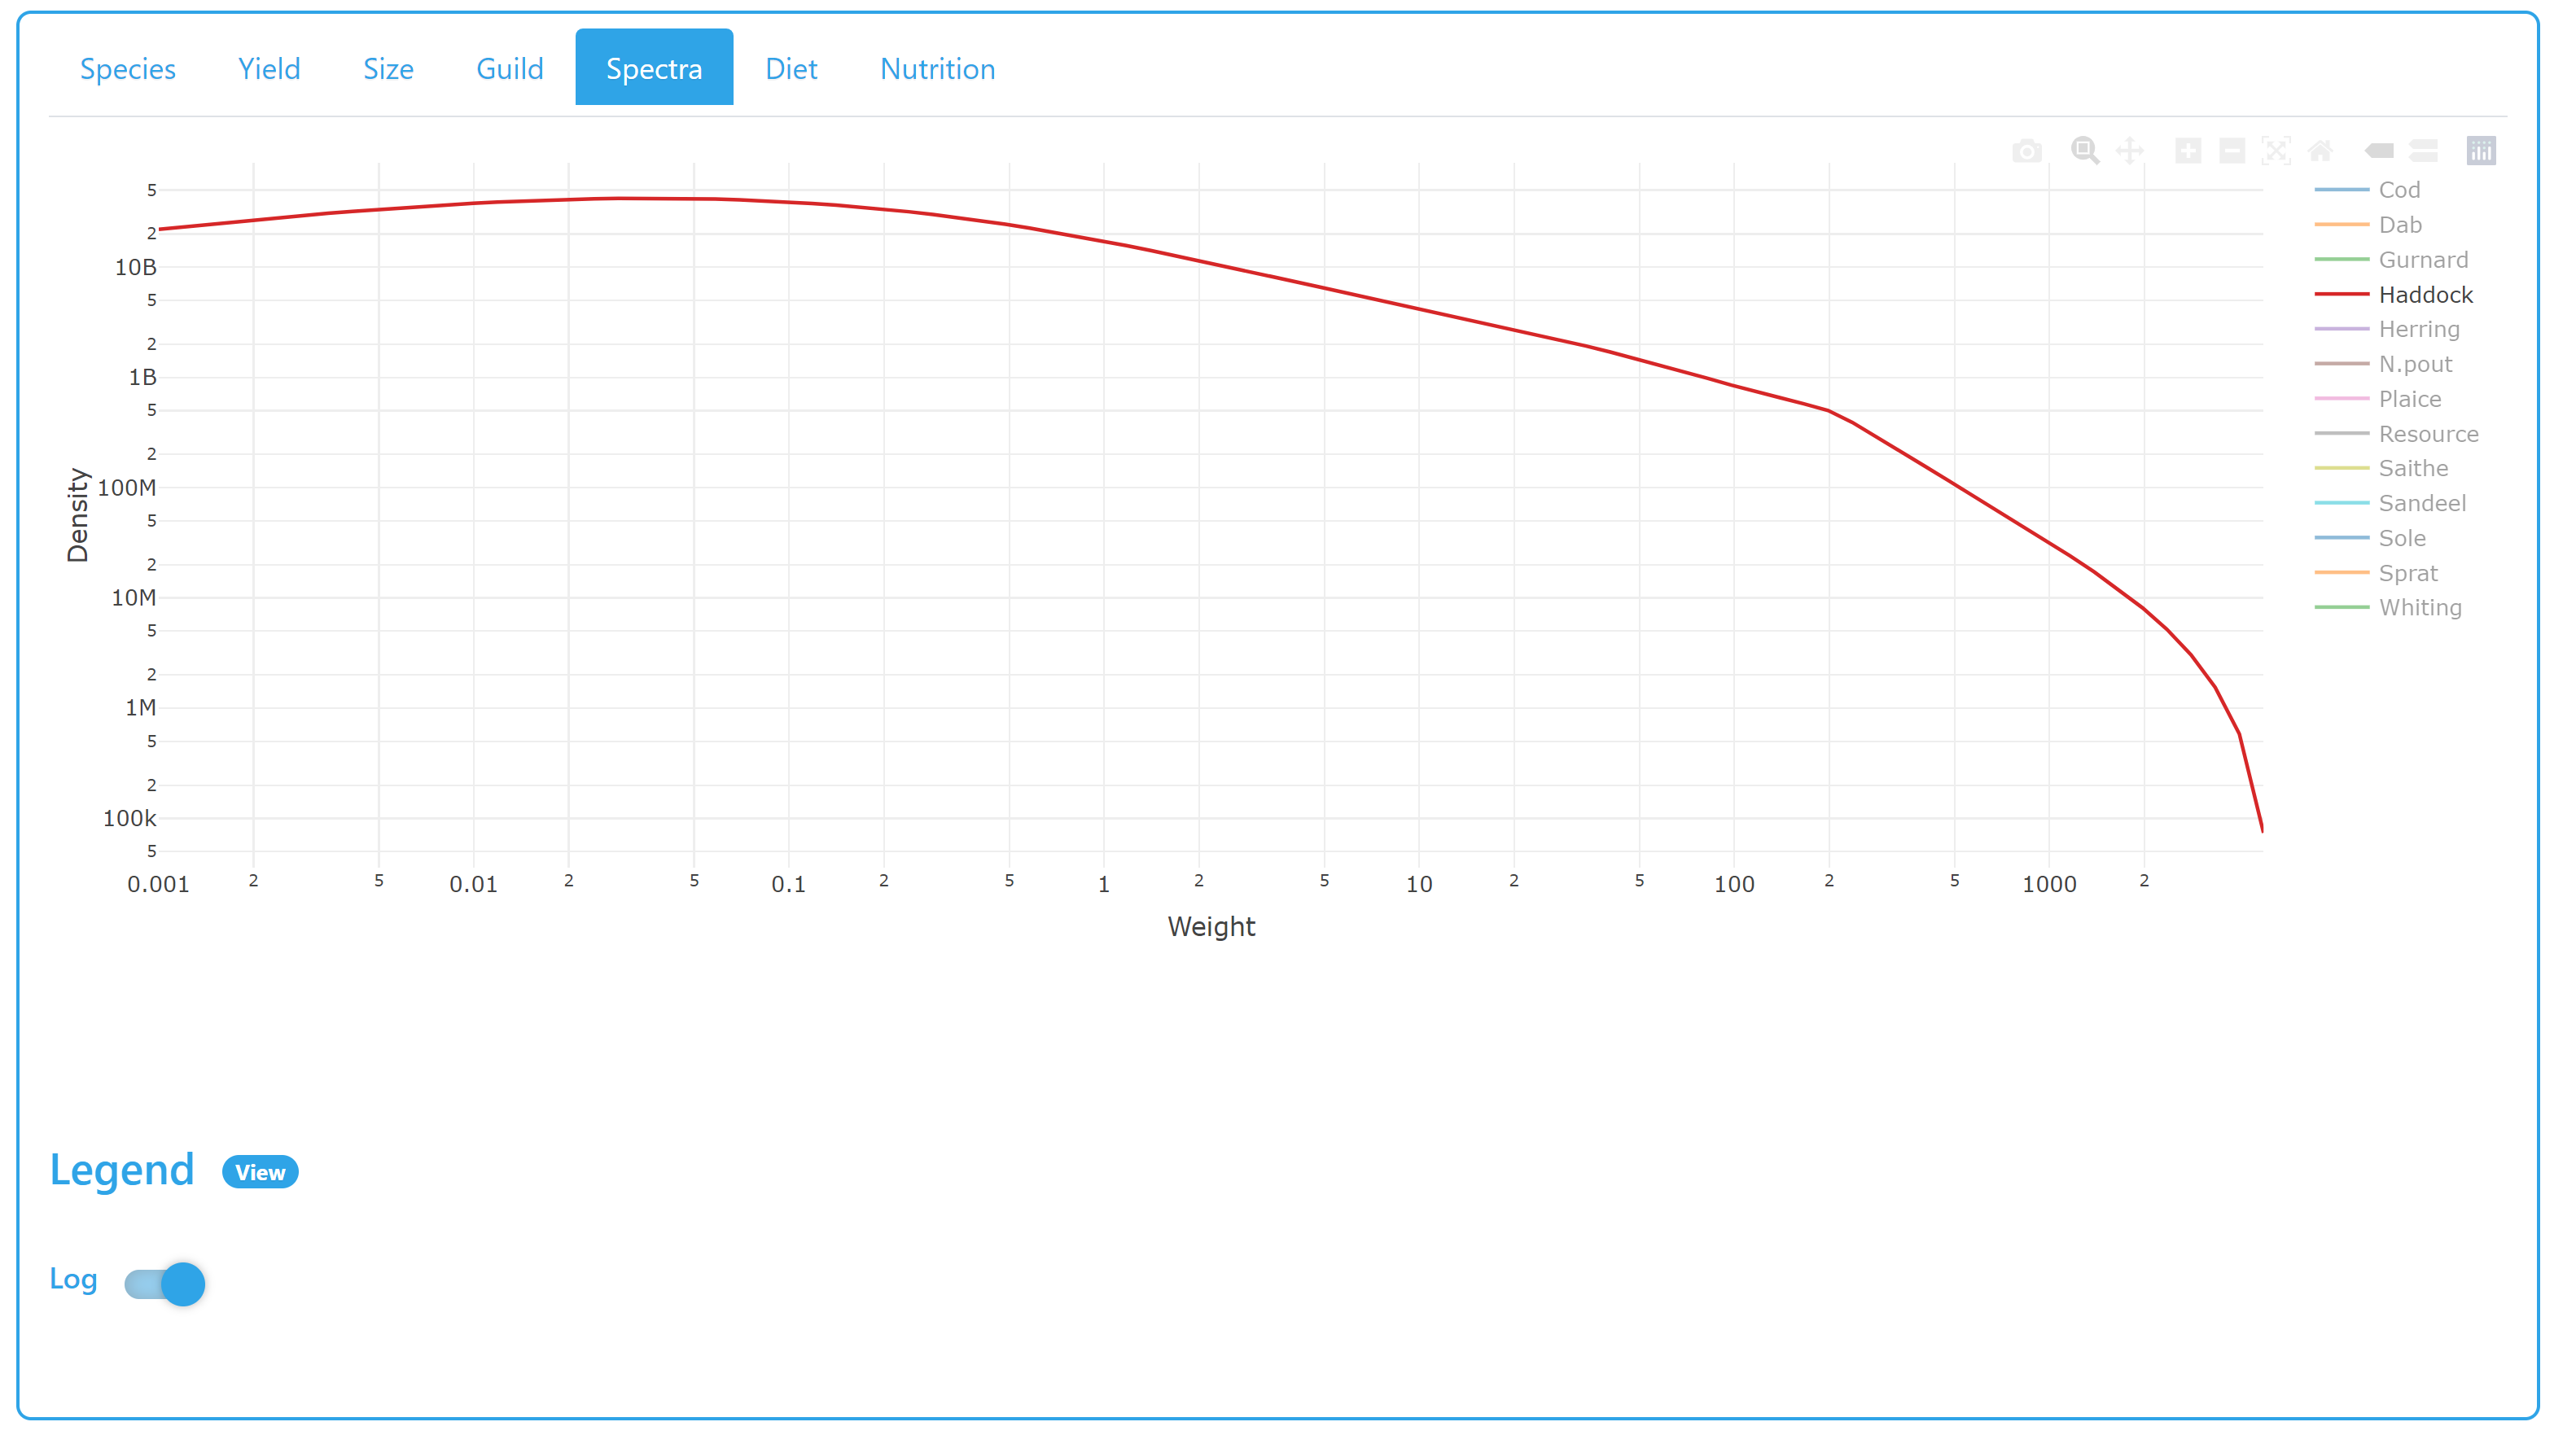 Species Yield Size Guild Spectra Diet Nutrition
5
2
10B
5
2
1B
5
2
100M
5
2
10M
5
2
1M
5
2
100k
5
Density
0.001 2 5 0.01 2 5 0.1 2 5 1 2 5 10 2 5 100 2 5 1000 2
Weight
Cod
Dab
Gurnard
Haddock
Herring
N.pout
Plaice
Resource
Saithe
Sandeel
Sole
Sprat
Whiting
Legend View
Log